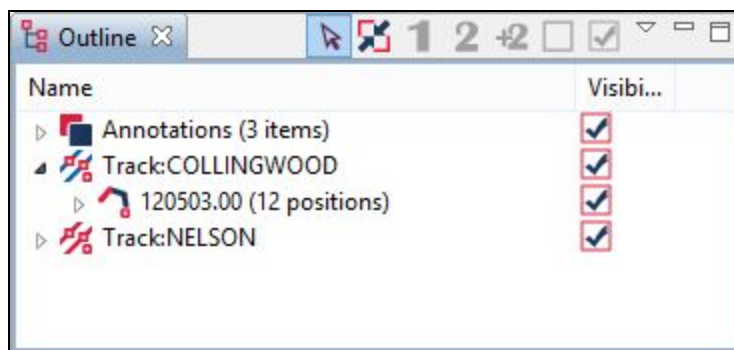 Outline
1 2 +2
Name Visibi...
Annotations (3 items)
Track:COLLINGWOOD
120503.00 (12 positions)
Track:NELSON